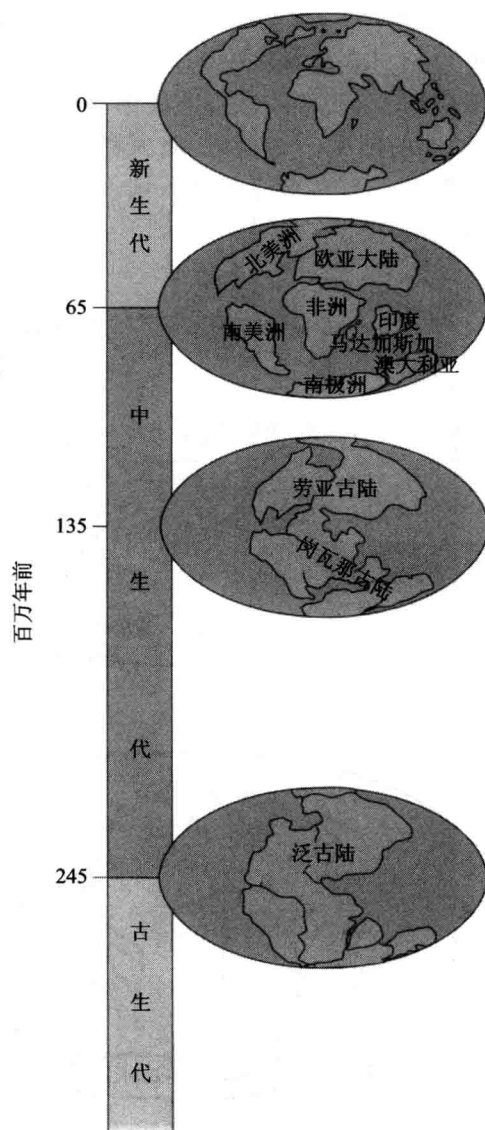 0
新生代
北美洲
欧亚大陆
非洲
印度
南美洲
马达加斯加
澳大利亚
南极洲
65
中生代
劳亚古陆
135
冈瓦那古陆
百万年前
泛古陆
245
古生代